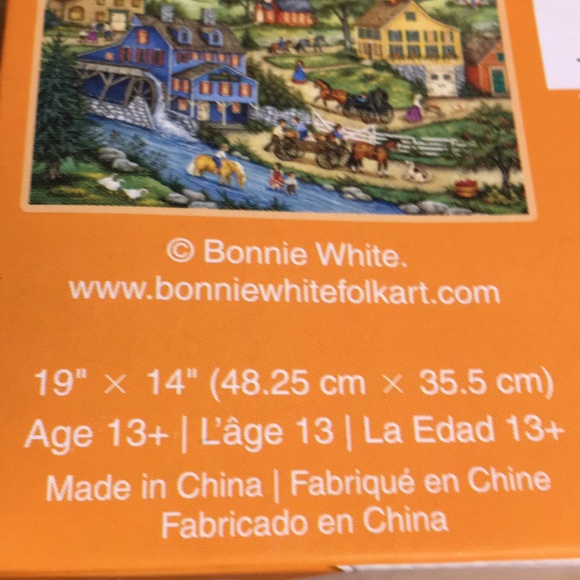 © Bonnie White.
www.bonniewhitefolkart.com
19" × 14" (48.25 cm × 35.5 cm)
Age 13+ | L'âge 13 | La Edad 13+
Made in China | Fabriqué en Chine
Fabricado en China